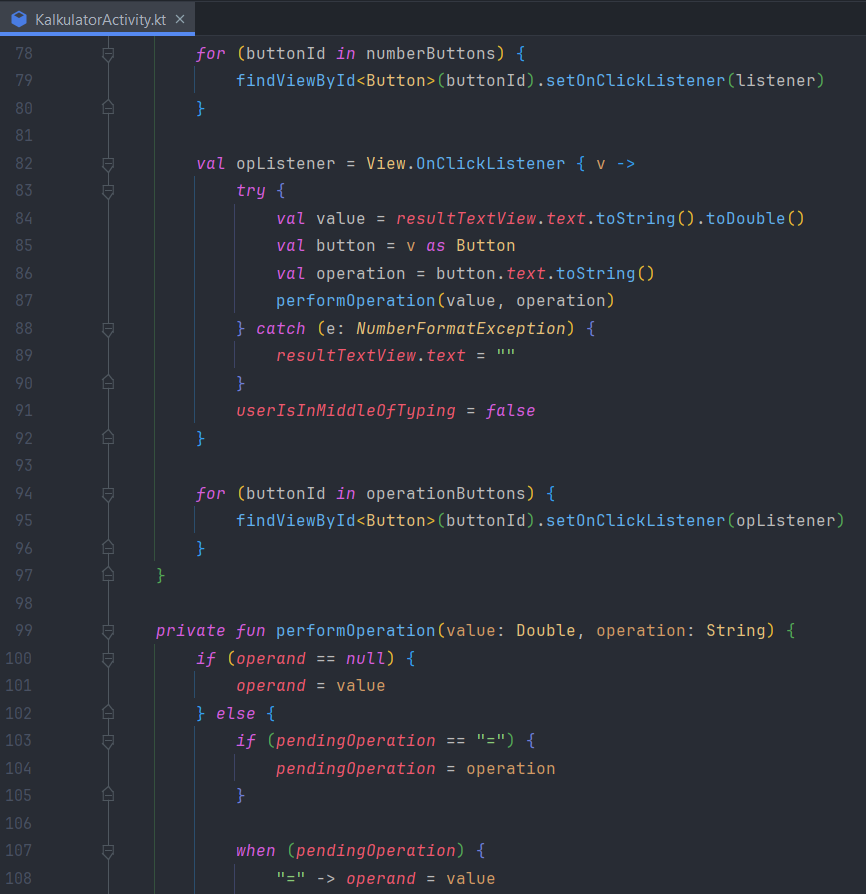 KalkulatorActivity.kt ×
78 for (buttonId in numberButtons) {
79 findViewById<Button>(buttonId).setOnClickListener(listener)
80 }
81
82 val opListener = View.OnClickListener { v ->
83 try {
84 val value = resultTextView.text.toString().toDouble()
85 val button = v as Button
86 val operation = button.text.toString()
87 performOperation(value, operation)
88 } catch (e: NumberFormatException) {
89 resultTextView.text = ""
90 }
91 userIsInMiddleOfTyping = false
92 }
93
94 for (buttonId in operationButtons) {
95 findViewById<Button>(buttonId).setOnClickListener(opListener)
96 }
97 }
98
99 private fun performOperation(value: Double, operation: String) {
100 if (operand == null) {
101 operand = value
102 } else {
103 if (pendingOperation == "=") {
104 pendingOperation = operation
105 }
106
107 when (pendingOperation) {
108 "=" -> operand = value